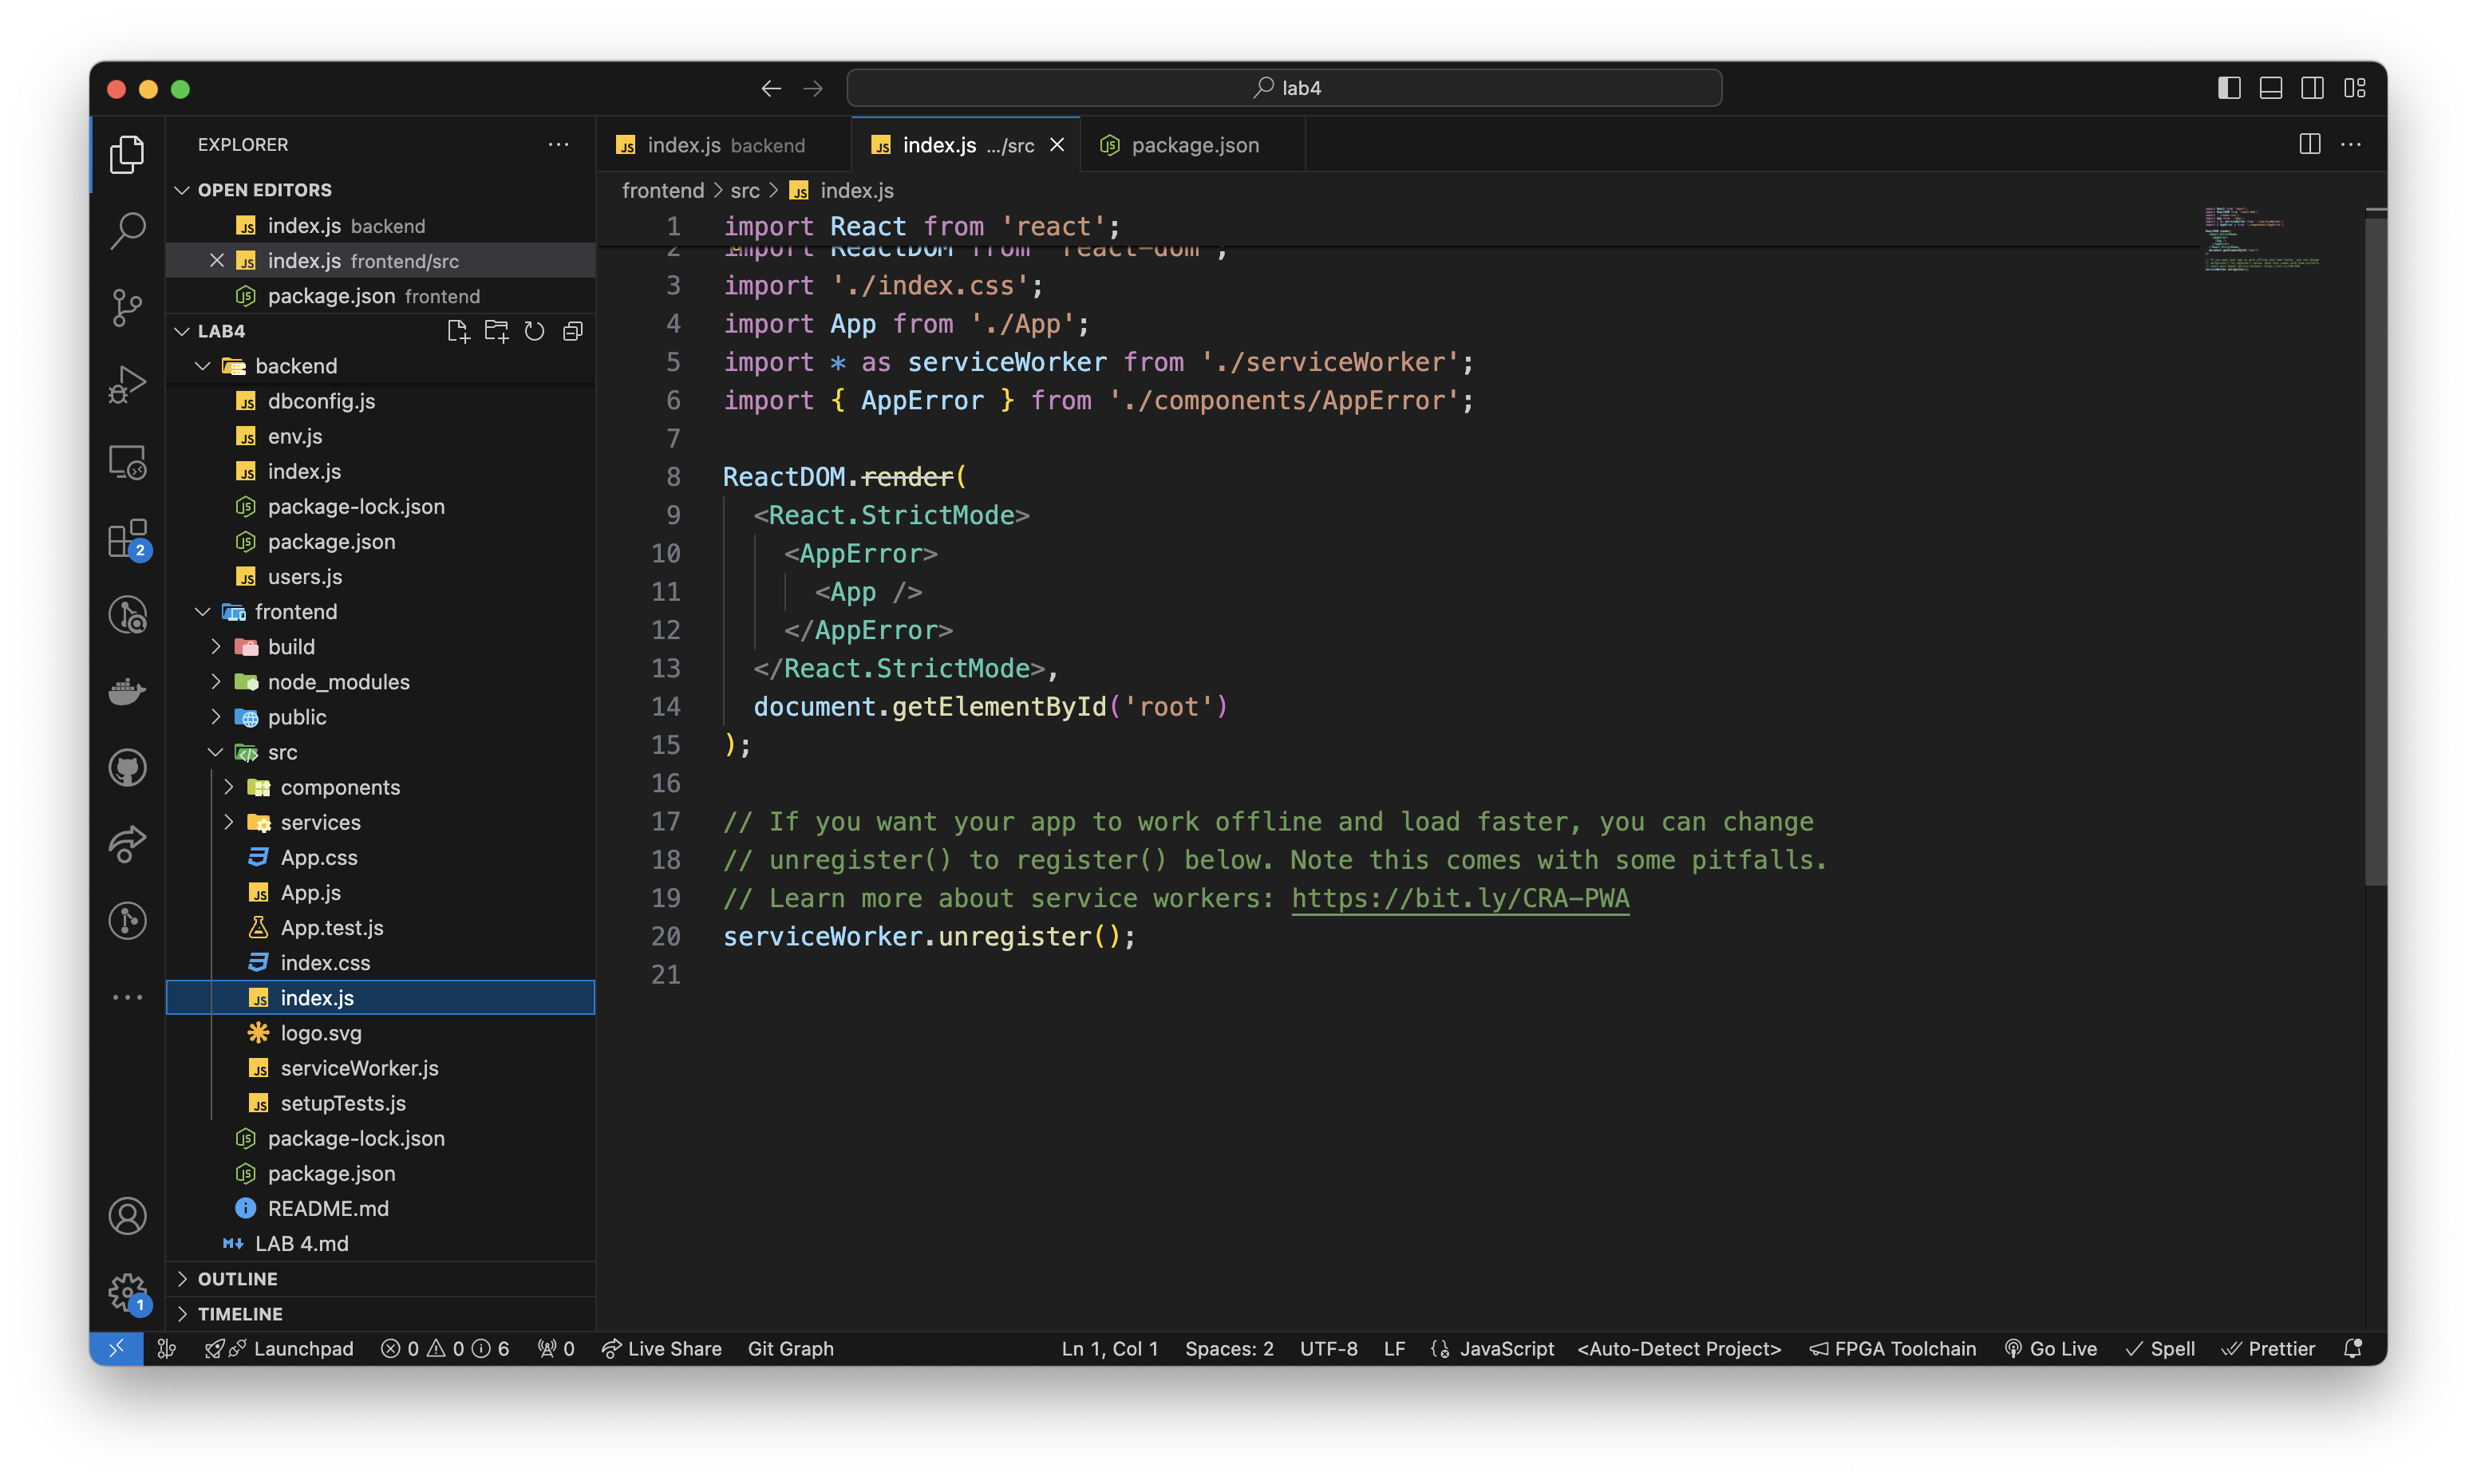 lab4
EXPLORER
OPEN EDITORS
index.js backend
index.js frontend/src
package.json frontend
LAB4
backend
dbconfig.js
env.js
index.js
package-lock.json
package.json
users.js
frontend
build
node_modules
public
src
components
services
App.css
App.js
App.test.js
index.css
index.js
logo.svg
serviceWorker.js
setupTests.js
package-lock.json
package.json
README.md
LAB 4.md
OUTLINE
TIMELINE
2
1
index.js backend
index.js .../src
package.json
frontend > src > JS index.js
1 import React from 'react';
2 import ReactDOM from 'react-dom';
3 import './index.css';
4 import App from './App';
5 import * as serviceWorker from './serviceWorker';
6 import { AppError } from './components/AppError';
7
8 ReactDOM.render(
9 <React.StrictMode>
10 <AppError>
11 <App />
12 </AppError>
13 </React.StrictMode>,
14 document.getElementById('root')
15 );
16
17 // If you want your app to work offline and load faster, you can change
18 // unregister() to register() below. Note this comes with some pitfalls.
19 // Learn more about service workers: https://bit.ly/CRA-PWA
20 serviceWorker.unregister();
21
Launchpad 0 0 6 0 Live Share Git Graph Ln 1, Col 1 Spaces: 2 UTF-8 LF JavaScript <Auto-Detect Project> FPGA Toolchain Go Live Spell Prettier